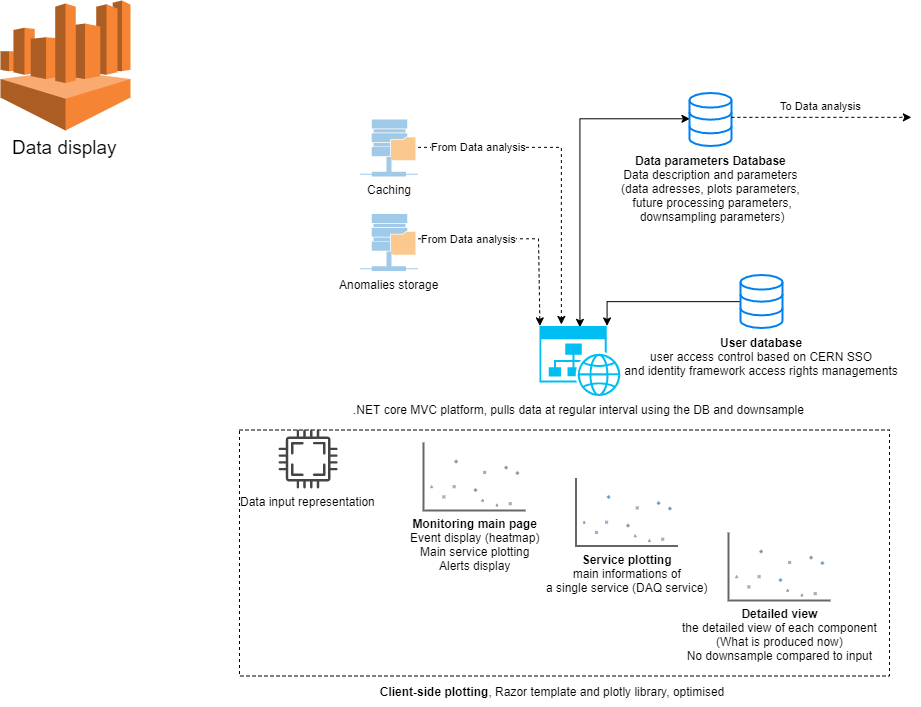 Data display
To Data analysis
From Data analysis
Caching
Data parameters Database
Data description and parameters
(data adresses, plots parameters,
future processing parameters,
downsampling parameters)
From Data analysis
Anomalies storage
User database
user access control based on CERN SSO
and identity framework access rights managements
.NET core MVC platform, pulls data at regular interval using the DB and downsample
Data input representation
Monitoring main page
Event display (heatmap)
Main service plotting
Alerts display
Service plotting
main informations of
a single service (DAQ service)
Detailed view
the detailed view of each component
(What is produced now)
No downsample compared to input
Client-side plotting, Razor template and plotly library, optimised